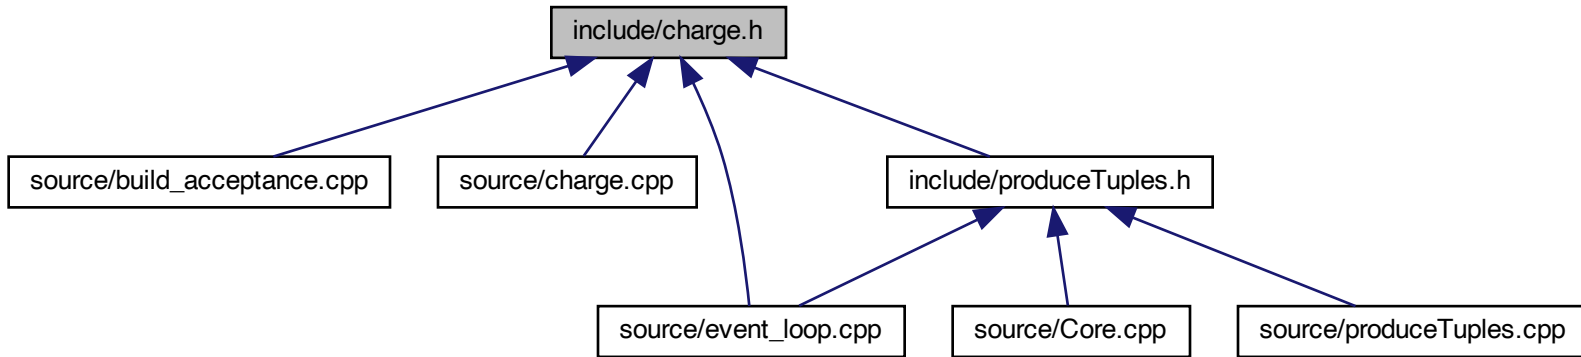 include/charge.h
source/build_acceptance.cpp
source/charge.cpp
include/produceTuples.h
source/event_loop.cpp
source/Core.cpp
source/produceTuples.cpp